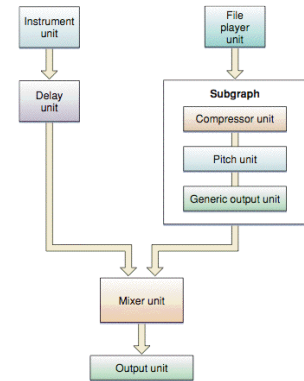 Instrument
unit
File
player
unit
Delay
unit
Subgraph
Compressor unit
Pitch unit
Generic output unit
Mixer unit
Output unit